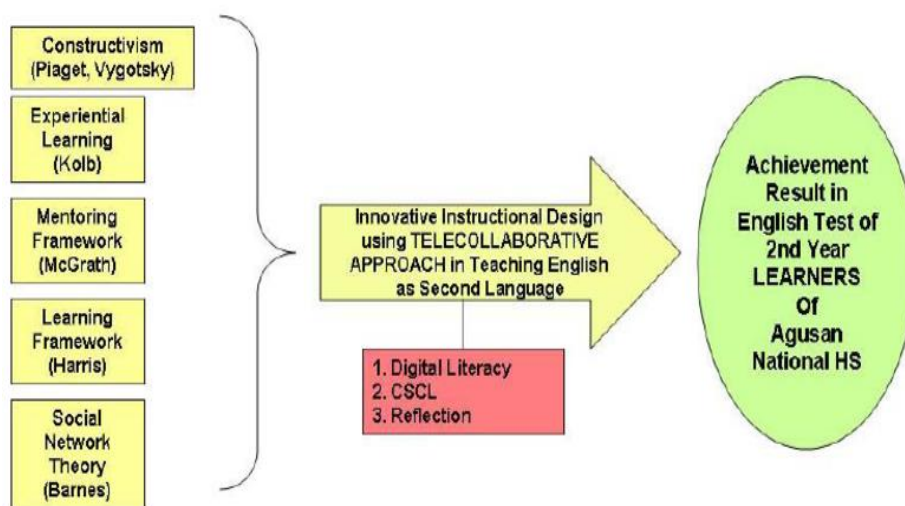 Constructivism
(Piaget, Vygotsky)
Experiential
Learning
(Kolb)
Mentoring
Framework
(McGrath)
Learning
Framework
(Harris)
Social
Network
Theory
(Barnes)
Innovative Instructional Design
using TELECOLLABORATIVE
APPROACH in Teaching English
as Second Language
1. Digital Literacy
2. CSCL
3. Reflection
Achievement
Result in
English Test of
2nd Year
LEARNERS
Of
Agusan
National HS